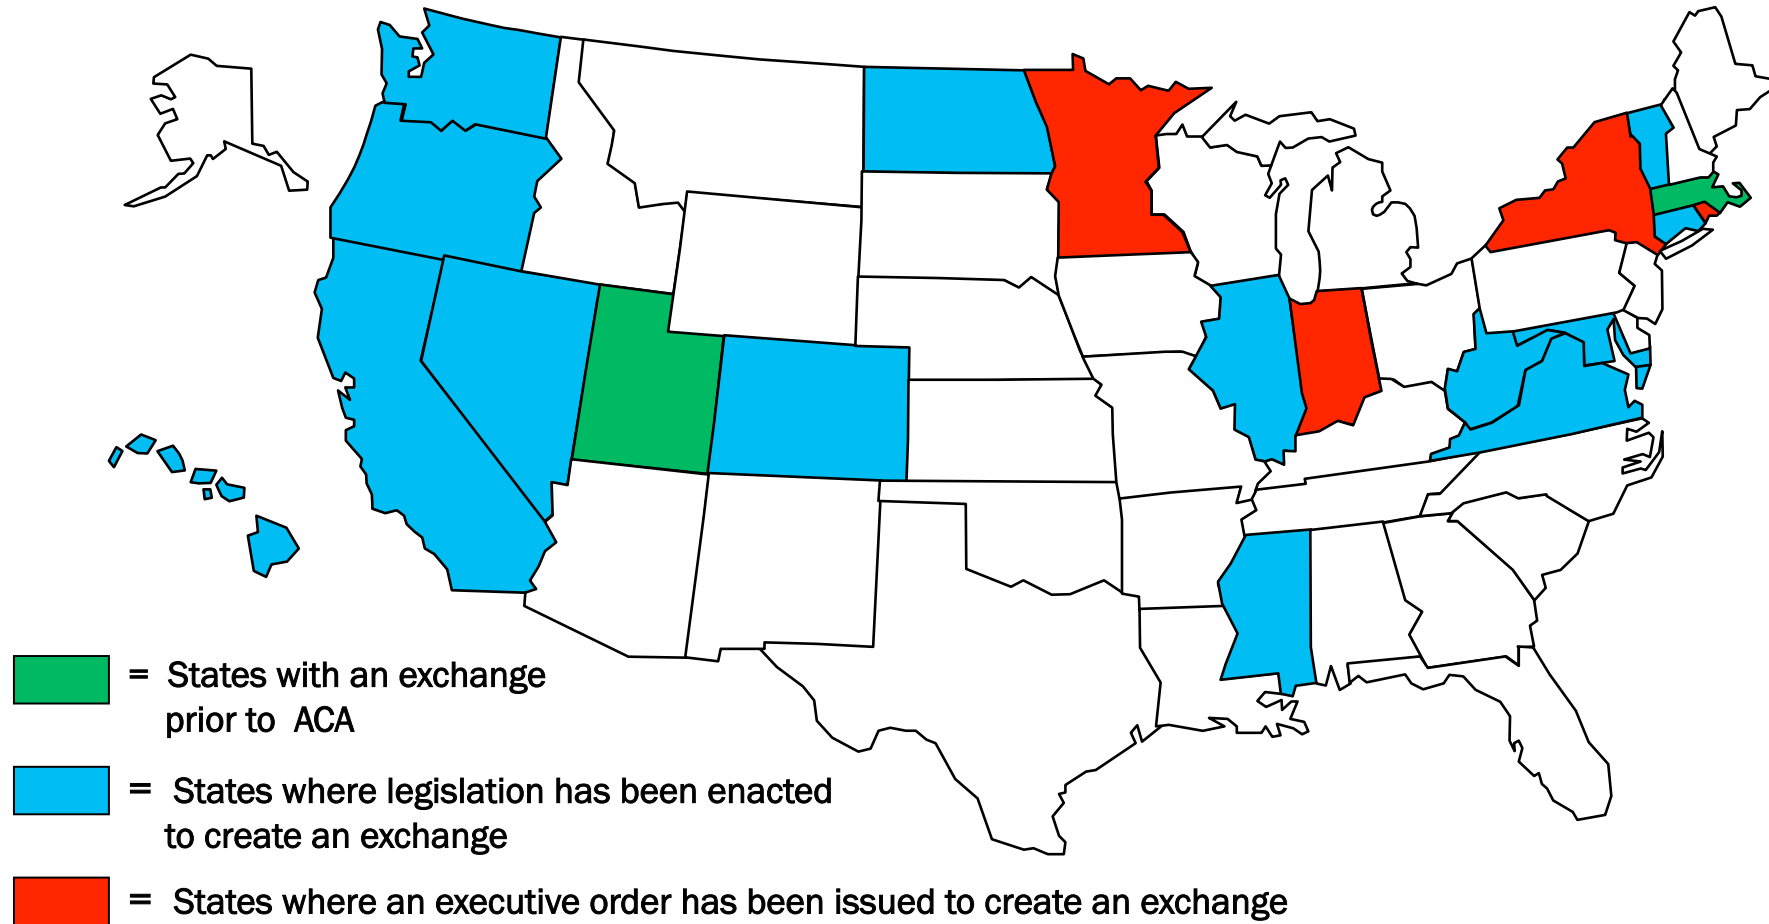 = States with an exchange
prior to ACA
= States where legislation has been enacted
to create an exchange
= States where an executive order has been issued to create an exchange